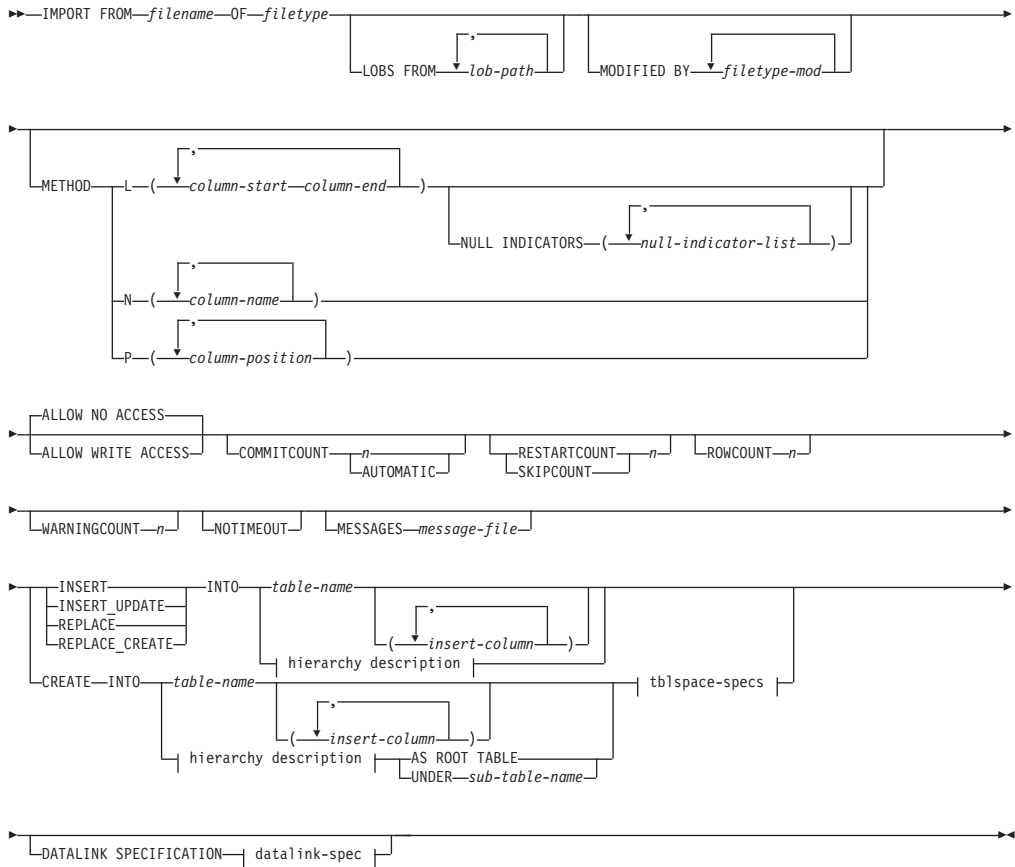 IMPORT FROM filename OF filetype
,
,
LOBS FROM lob-path MODIFIED BY filetype-mod
,
METHOD L ( column-start column-end )
,
NULL INDICATORS ( null-indicator-list )
,
N ( column-name )
,
P ( column-position )
ALLOW NO ACCESS
ALLOW WRITE ACCESS COMMITCOUNT n RESTARTCOUNT n ROWCOUNT n
AUTOMATIC SKIPCOUNT
WARNINGCOUNT n NOTIMEOUT MESSAGES message-file
INSERT INTO table-name
INSERT_UPDATE ,
REPLACE ( insert-column )
REPLACE_CREATE hierarchy description
CREATE INTO table-name tblspace-specs
,
( insert-column )
hierarchy description AS ROOT TABLE
UNDER sub-table-name
DATALINK SPECIFICATION datalink-spec